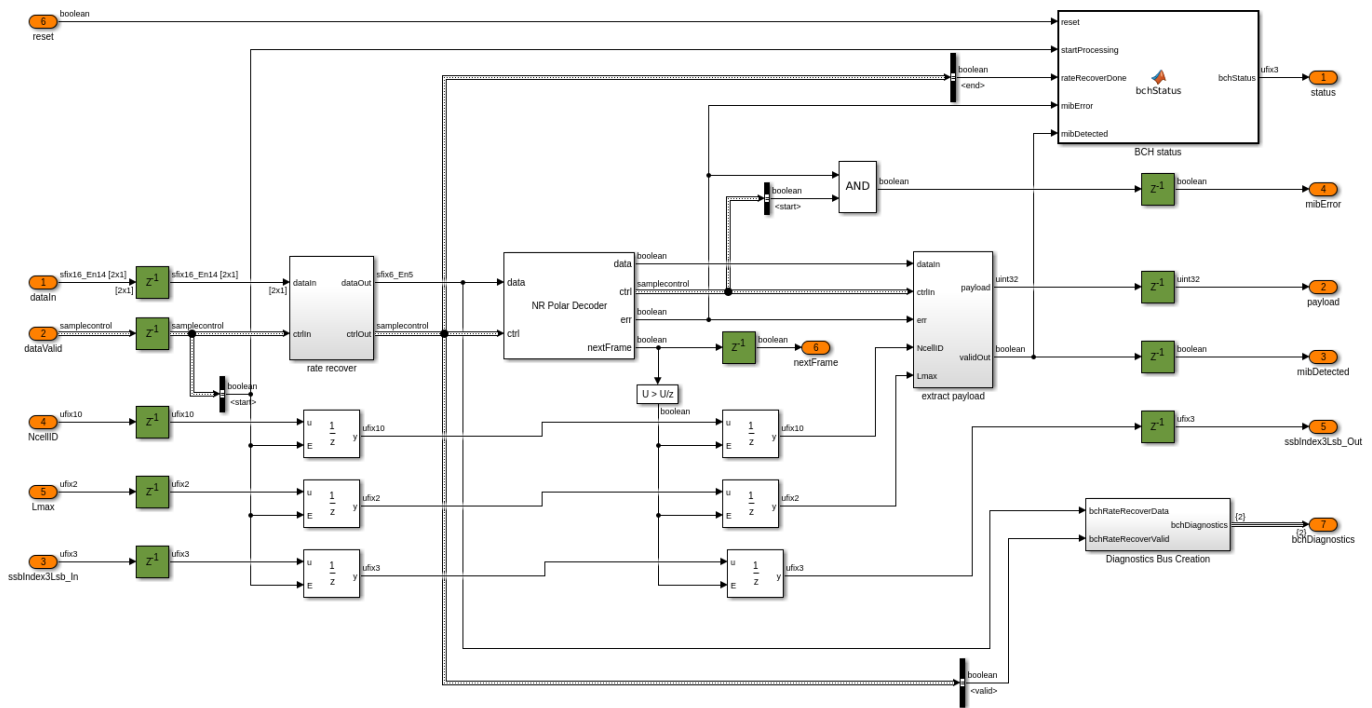 6
boolean
reset
reset
startProcessing
boolean
<end>
rateRecoverDone
bchStatus
bchStatus
ufix3
1
status
mibError
mibDetected
BCH status
boolean
<start>
AND
boolean
Z-1
boolean
4
mibError
1
sfix16_En14 [2x1]
[2x1]
dataIn
Z-1
sfix16_En14 [2x1]
[2x1]
dataIn
dataOut
sfix6_En5
data
NR Polar Decoder
data
boolean
dataIn
ctrl
samplecontrol
ctrlIn
payload
uint32
Z-1
uint32
2
payload
2
samplecontrol
dataValid
Z-1
samplecontrol
ctrlIn
ctrlOut
samplecontrol
rate recover
ctrl
err
boolean
err
nextFrame
boolean
Z-1
boolean
6
nextFrame
NcellID
validOut
boolean
Z-1
boolean
3
mibDetected
Lmax
extract payload
boolean
<start>
U > U/z
boolean
4
ufix10
NcellID
Z-1
ufix10
u
E
1
z
y
ufix10
u
E
1
z
y
ufix10
Z-1
ufix3
5
ssbIndex3Lsb_Out
5
ufix2
Lmax
Z-1
ufix2
u
E
1
z
y
ufix2
u
E
1
z
y
ufix2
bchRateRecoverData
bchRateRecoverValid
bchDiagnostics
{2}
{2}
7
bchDiagnostics
Diagnostics Bus Creation
3
ufix3
ssbIndex3Lsb_In
Z-1
ufix3
u
E
1
z
y
ufix3
u
E
1
z
y
ufix3
boolean
<valid>